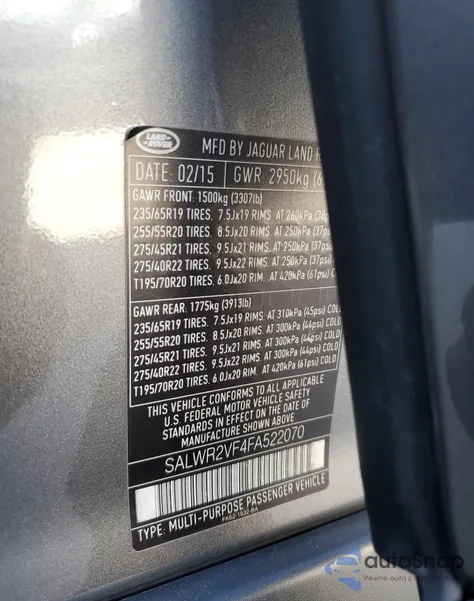 LAND ROVER
MFD BY JAGUAR LAND
DATE: 02/15 GWR: 2950kg
GAWR FRONT: 1500kg (3307lb)
235/65R19 TIRES. 7.5Jx19 RIMS. AT 260kPa
255/55R20 TIRES. 8.5Jx20 RIMS. AT 250kPa (37psi)
275/45R21 TIRES. 9.5Jx21 RIMS. AT 250kPa (37psi)
275/40R22 TIRES. 9.5Jx22 RIMS. AT 250kPa (37psi)
T195/70R20 TIRES. 6.0Jx20 RIM. AT 420kPa (61psi)
GAWR REAR: 1775kg (3913lb)
235/65R19 TIRES. 7.5Jx19 RIMS. AT 310kPa (45psi) COLD
255/55R20 TIRES. 8.5Jx20 RIMS. AT 300kPa (44psi) COLD
275/45R21 TIRES. 9.5Jx21 RIMS. AT 300kPa (44psi) COLD
275/40R22 TIRES. 9.5Jx22 RIMS. AT 300kPa (44psi) COLD
T195/70R20 TIRES. 6.0Jx20 RIM. AT 420kPa (61psi) COLD
THIS VEHICLE CONFORMS TO ALL APPLICABLE
U.S. FEDERAL MOTOR VEHICLE SAFETY
STANDARDS IN EFFECT ON THE DATE OF
MANUFACTURE SHOWN ABOVE
SALWR2VF4FA522070
TYPE: MULTI-PURPOSE PASSENGER VEHICLE
autoSnap
Pewne auta z